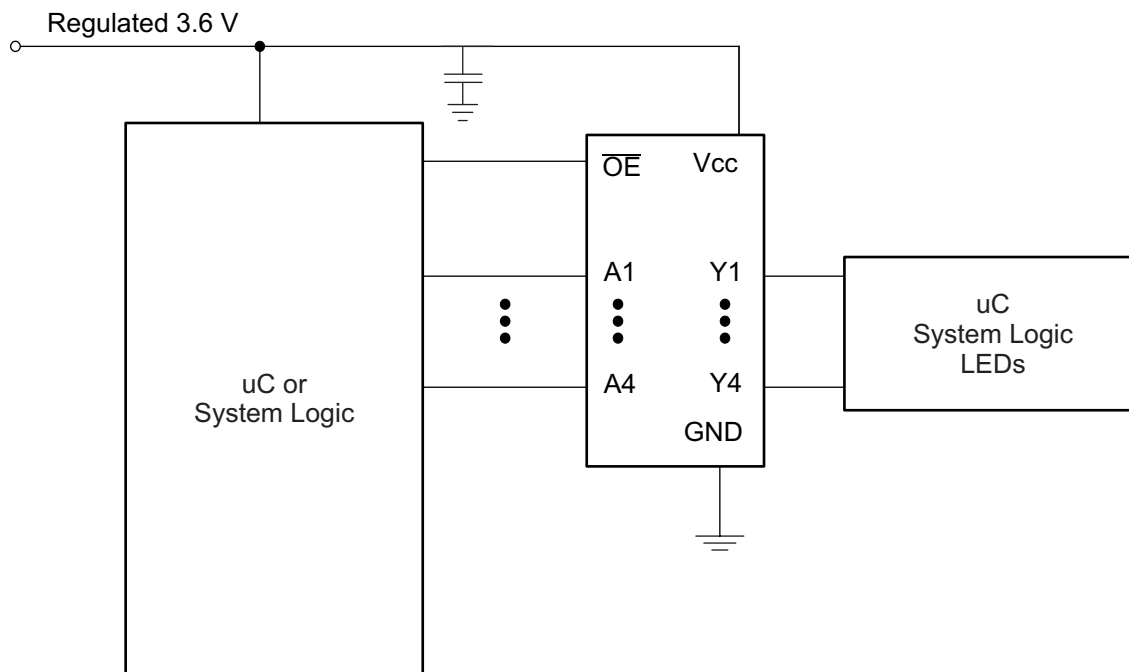 Regulated 3.6 V
OE Vcc
A1 Y1
A4 Y4
GND
uC or
System Logic
uC
System Logic
LEDs